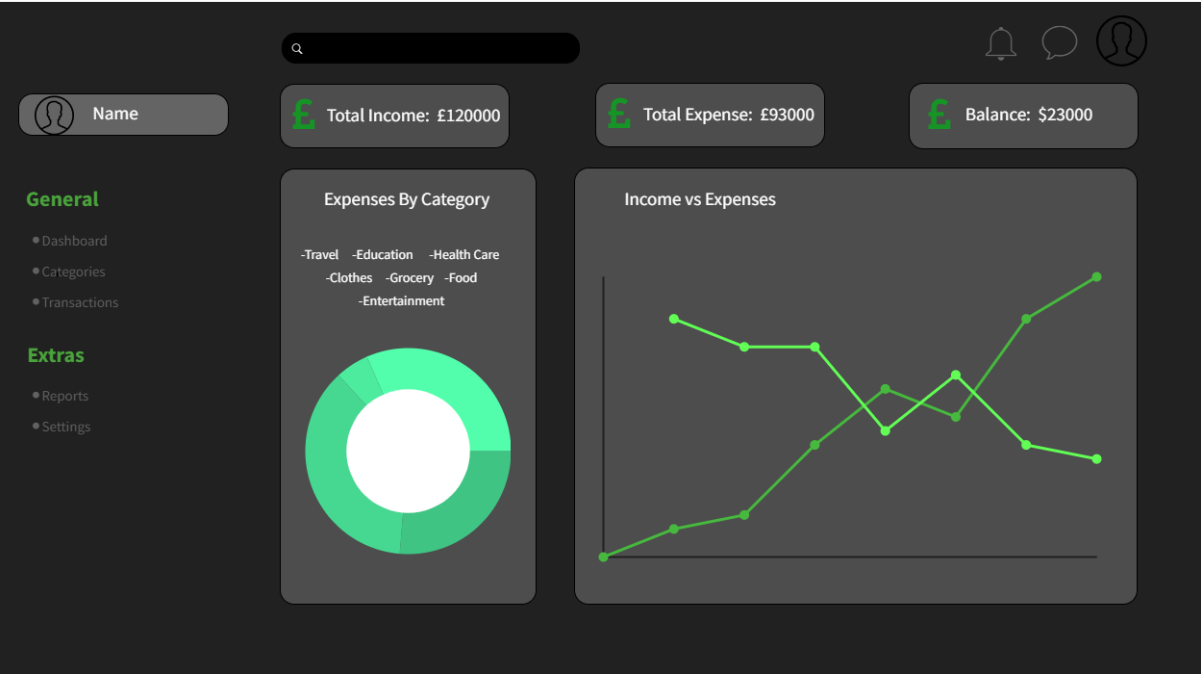 Name
£ Total Income: £120000
£ Total Expense: £93000
£ Balance: $23000
General
Dashboard
Categories
Transactions
Extras
Reports
Settings
Expenses By Category
-Travel -Education -Health Care
-Clothes -Grocery -Food
-Entertainment
Income vs Expenses